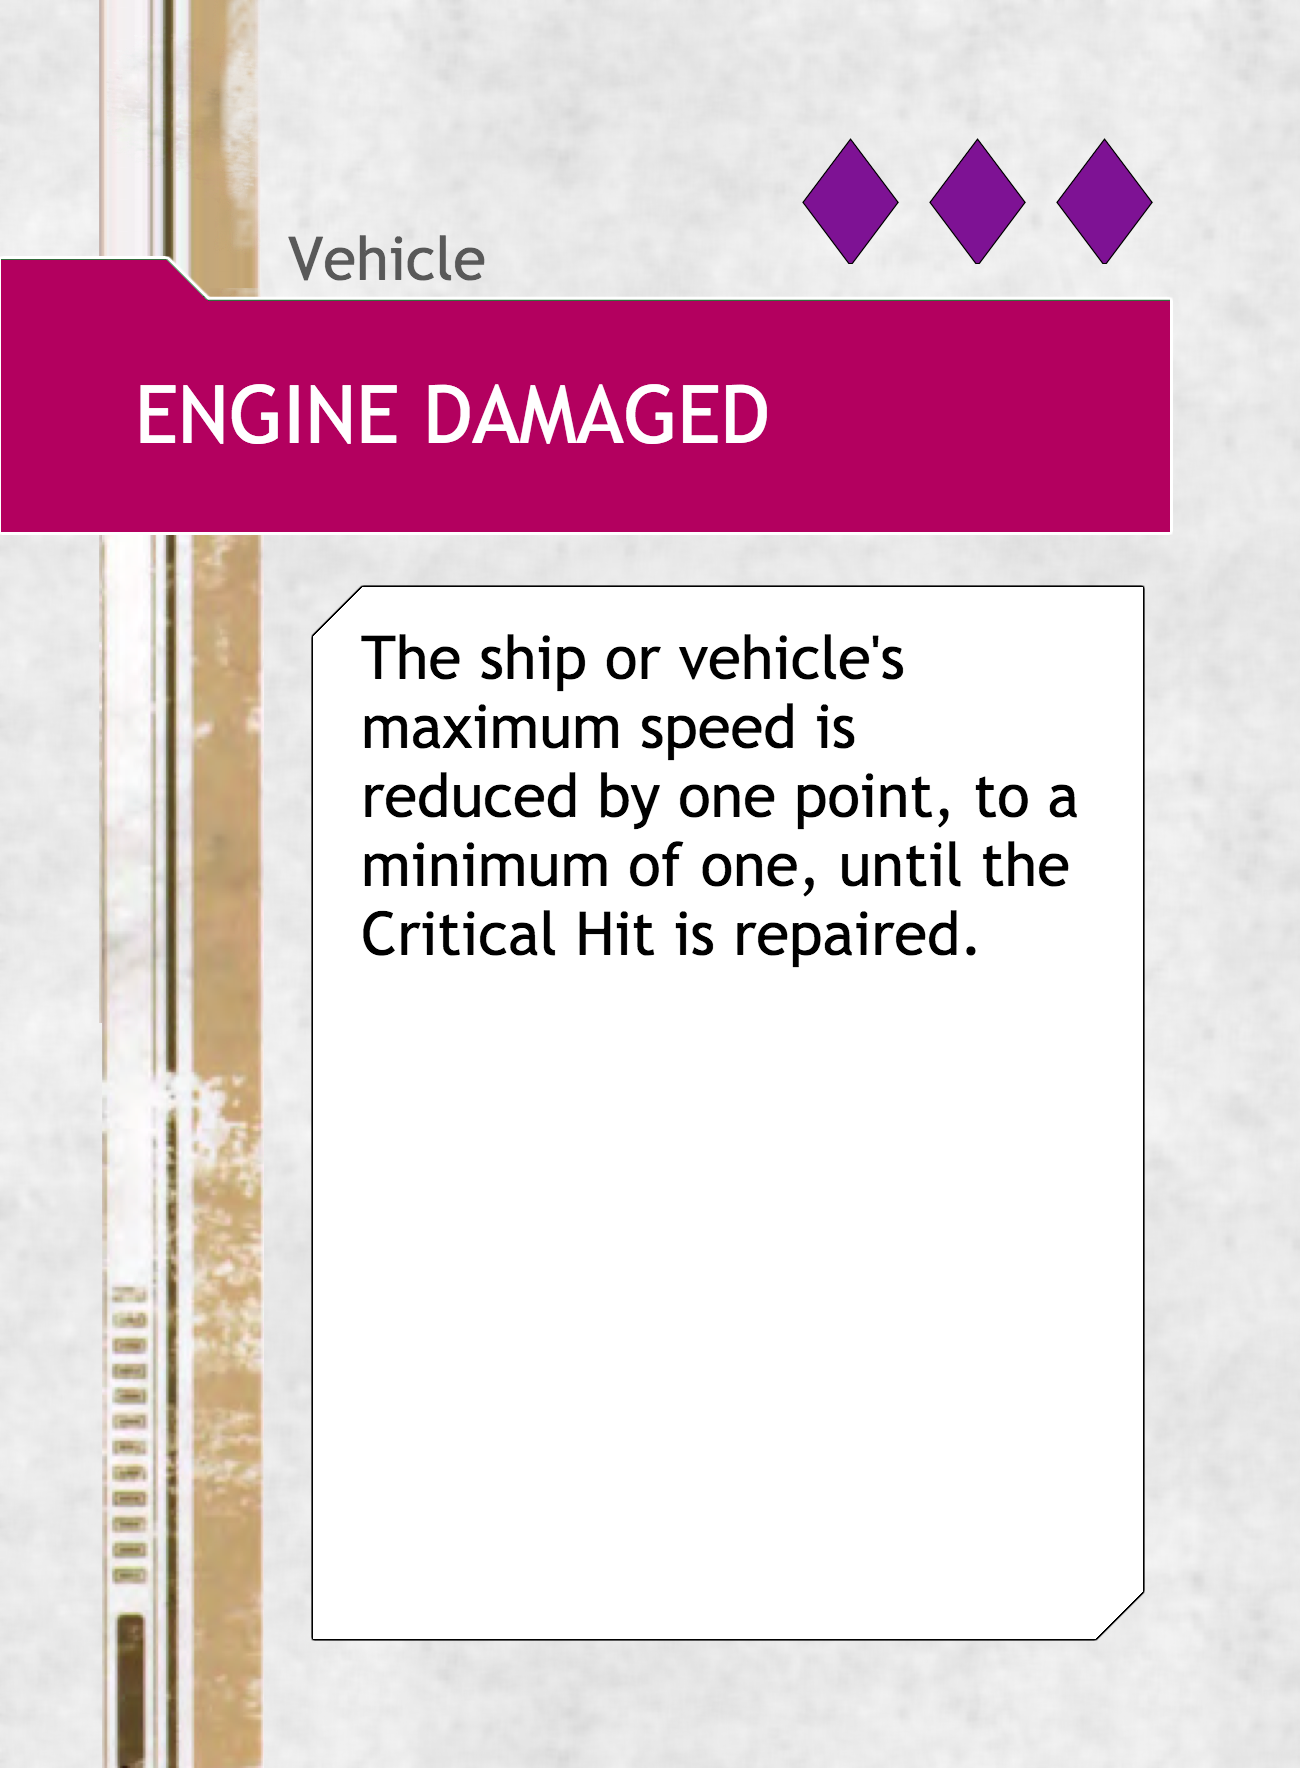 Vehicle
ENGINE DAMAGED
The ship or vehicle's
maximum speed is
reduced by one point, to a
minimum of one, until the
Critical Hit is repaired.